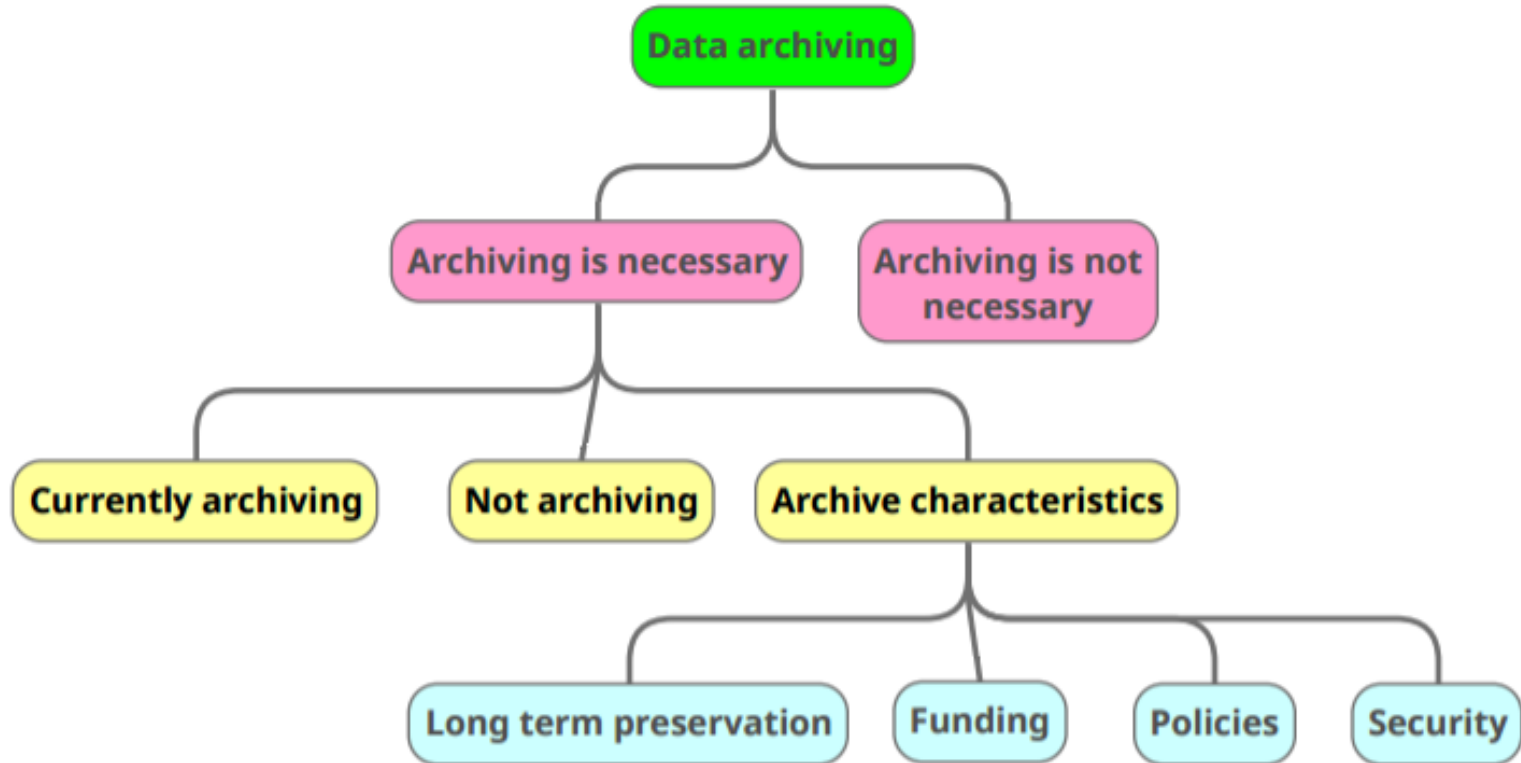 Data archiving
Archiving is necessary
Archiving is not
necessary
Currently archiving
Not archiving
Archive characteristics
Long term preservation
Funding
Policies
Security